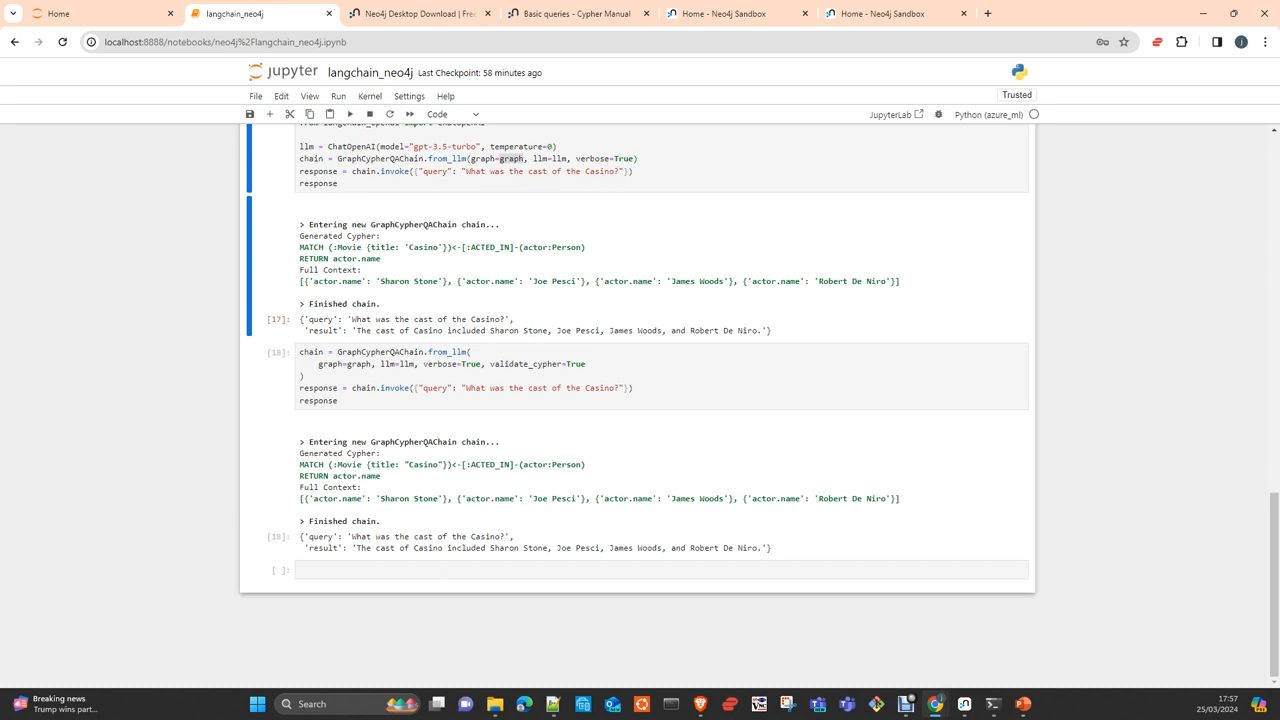 Home
langchain_neo4j
Neo4j Desktop Download | Free
Basic queries - Cypher Manual
Home - Neo4j Sandbox
Home - Neo4j Sandbox
localhost:8888/notebooks/neo4j%2Flangchain_neo4j.ipynb
jupyter langchain_neo4j Last Checkpoint: 58 minutes ago
File Edit View Run Kernel Settings Help
Trusted
Code
JupyterLab
Python (azure_ml)
from langchain_openai import ChatOpenAI
llm = ChatOpenAI(model="gpt-3.5-turbo", temperature=0)
chain = GraphCypherQAChain.from_llm(graph=graph, llm=llm, verbose=True)
response = chain.invoke({"query": "What was the cast of the Casino?"})
response
> Entering new GraphCypherQAChain chain...
Generated Cypher:
MATCH (:Movie {title: 'Casino'})<-[:ACTED_IN]-(actor:Person)
RETURN actor.name
Full Context:
[{'actor.name': 'Sharon Stone'}, {'actor.name': 'Joe Pesci'}, {'actor.name': 'James Woods'}, {'actor.name': 'Robert De Niro'}]
> Finished chain.
[17]: {'query': 'What was the cast of the Casino?',
'result': 'The cast of Casino included Sharon Stone, Joe Pesci, James Woods, and Robert De Niro.'}
[18]: chain = GraphCypherQAChain.from_llm(
graph=graph, llm=llm, verbose=True, validate_cypher=True
)
response = chain.invoke({"query": "What was the cast of the Casino?"})
response
> Entering new GraphCypherQAChain chain...
Generated Cypher:
MATCH (:Movie {title: "Casino"})<-[:ACTED_IN]-(actor:Person)
RETURN actor.name
Full Context:
[{'actor.name': 'Sharon Stone'}, {'actor.name': 'Joe Pesci'}, {'actor.name': 'James Woods'}, {'actor.name': 'Robert De Niro'}]
> Finished chain.
[18]: {'query': 'What was the cast of the Casino?',
'result': 'The cast of Casino included Sharon Stone, Joe Pesci, James Woods, and Robert De Niro.'}
[ ]:
Breaking news
Trump wins part...
Search
17:57
25/03/2024